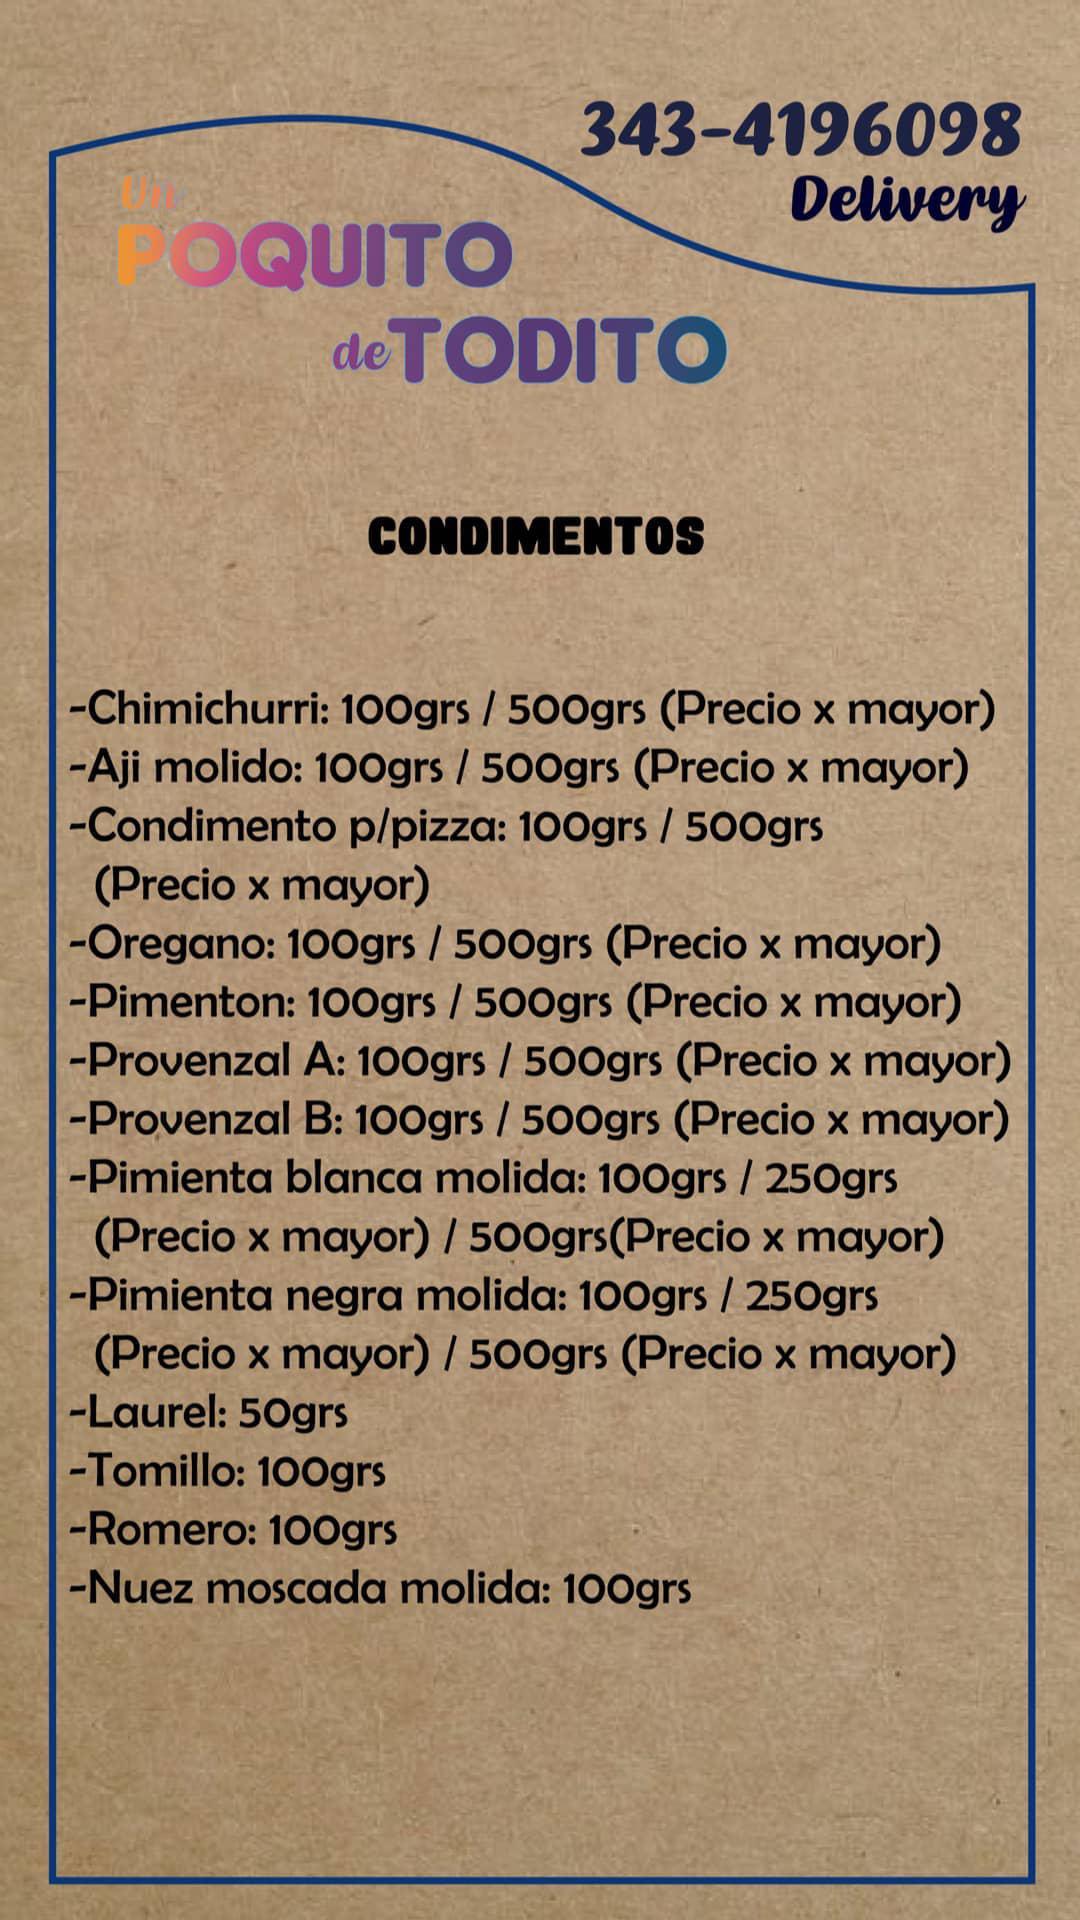 343-4196098
Delivery
Un
POQUITO
de TODITO
CONDIMENTOS
-Chimichurri: 100grs / 500grs (Precio x mayor)
-Aji molido: 100grs / 500grs (Precio x mayor)
-Condimento p/pizza: 100grs / 500grs
(Precio x mayor)
-Oregano: 100grs / 500grs (Precio x mayor)
-Pimenton: 100grs / 500grs (Precio x mayor)
-Provenzal A: 100grs / 500grs (Precio x mayor)
-Provenzal B: 100grs / 500grs (Precio x mayor)
-Pimienta blanca molida: 100grs / 250grs
(Precio x mayor) / 500grs(Precio x mayor)
-Pimienta negra molida: 100grs / 250grs
(Precio x mayor) / 500grs (Precio x mayor)
-Laurel: 50grs
-Tomillo: 100grs
-Romero: 100grs
-Nuez moscada molida: 100grs